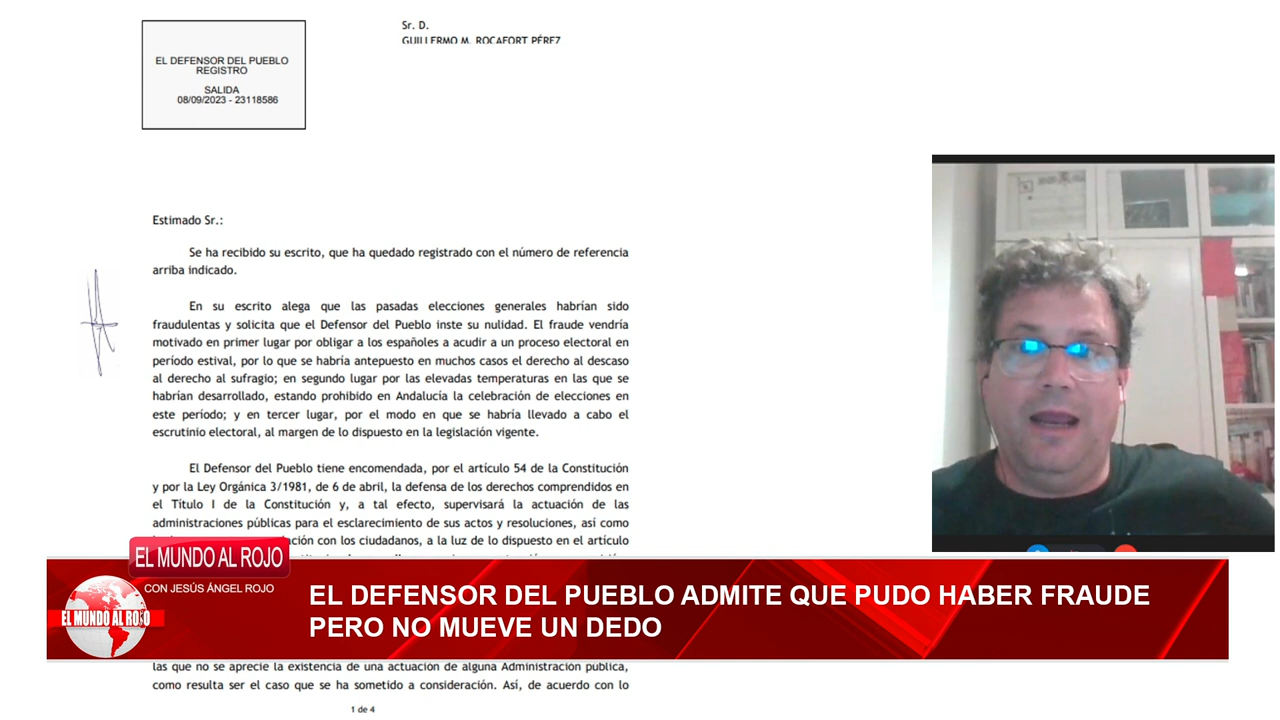 Sr. D.
GUILLERMO M. ROCAFORT PÉREZ
EL DEFENSOR DEL PUEBLO
REGISTRO
SALIDA
08/09/2023 - 23118586
Estimado Sr.:
Se ha recibido su escrito, que ha quedado registrado con el número de referencia
arriba indicado.
En su escrito alega que las pasadas elecciones generales habrían sido
fraudulentas y solicita que el Defensor del Pueblo inste su nulidad. El fraude vendría
motivado en primer lugar por obligar a los españoles a acudir a un proceso electoral en
período estival, por lo que se habría antepuesto en muchos casos el derecho al descaso
al derecho al sufragio; en segundo lugar por las elevadas temperaturas en las que se
habrían desarrollado, estando prohibido en Andalucía la celebración de elecciones en
este período; y en tercer lugar, por el modo en que se habría llevado a cabo el
escrutinio electoral, al margen de lo dispuesto en la legislación vigente.
El Defensor del Pueblo tiene encomendada, por el artículo 54 de la Constitución
y por la Ley Orgánica 3/1981, de 6 de abril, la defensa de los derechos comprendidos en
el Título I de la Constitución y, a tal efecto, supervisará la actuación de las
administraciones públicas para el esclarecimiento de sus actos y resoluciones, así como
con los ciudadanos, a la luz de lo dispuesto en el artículo
EL MUNDO AL ROJO
CON JESÚS ÁNGEL ROJO
EL MUNDO AL ROJO
EL DEFENSOR DEL PUEBLO ADMITE QUE PUDO HABER FRAUDE
PERO NO MUEVE UN DEDO
las que no se aprecie la existencia de una actuación de alguna Administración pública,
como resulta ser el caso que se ha sometido a consideración. Así, de acuerdo con lo
1 de 4